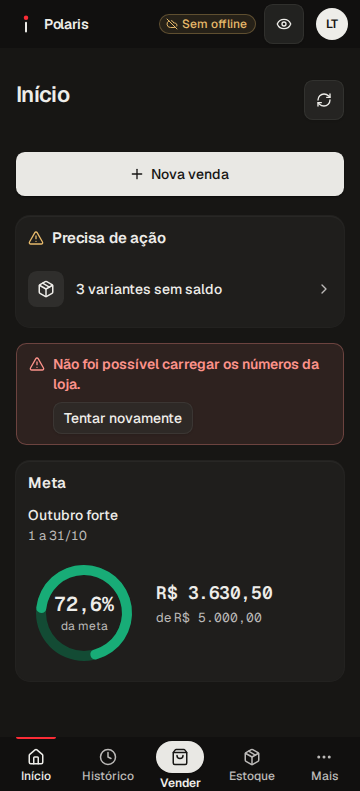 Polaris
Sem offline
LT
Início
Nova venda
Precisa de ação
3 variantes sem saldo
Não foi possível carregar os números da
loja.
Tentar novamente
Meta
Outubro forte
1 a 31/10
72,6%
da meta
R$ 3.630,50
de R$ 5.000,00
Início
Histórico
Vender
Estoque
Mais